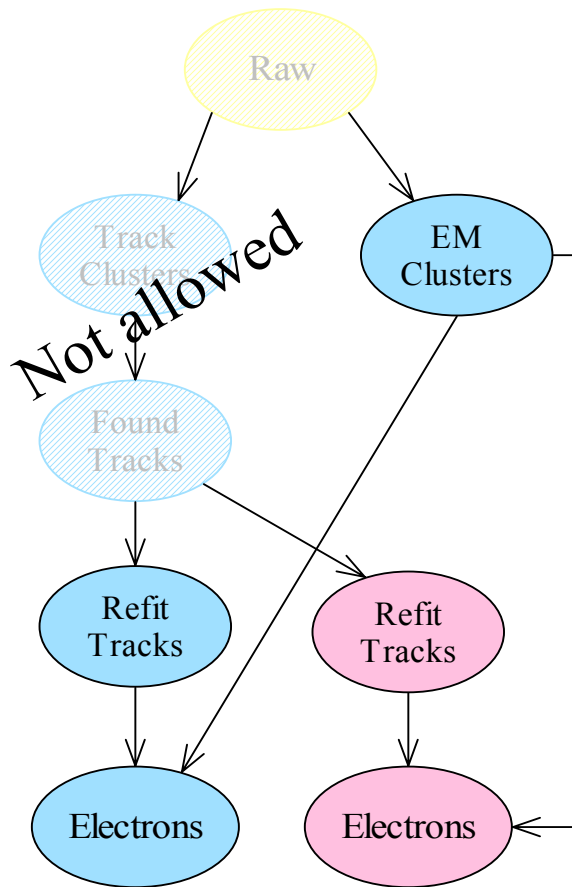 Raw
Track
Clusters
EM
Clusters
Not allowed
Found
Tracks
Refit
Tracks
Refit
Tracks
Electrons
Electrons